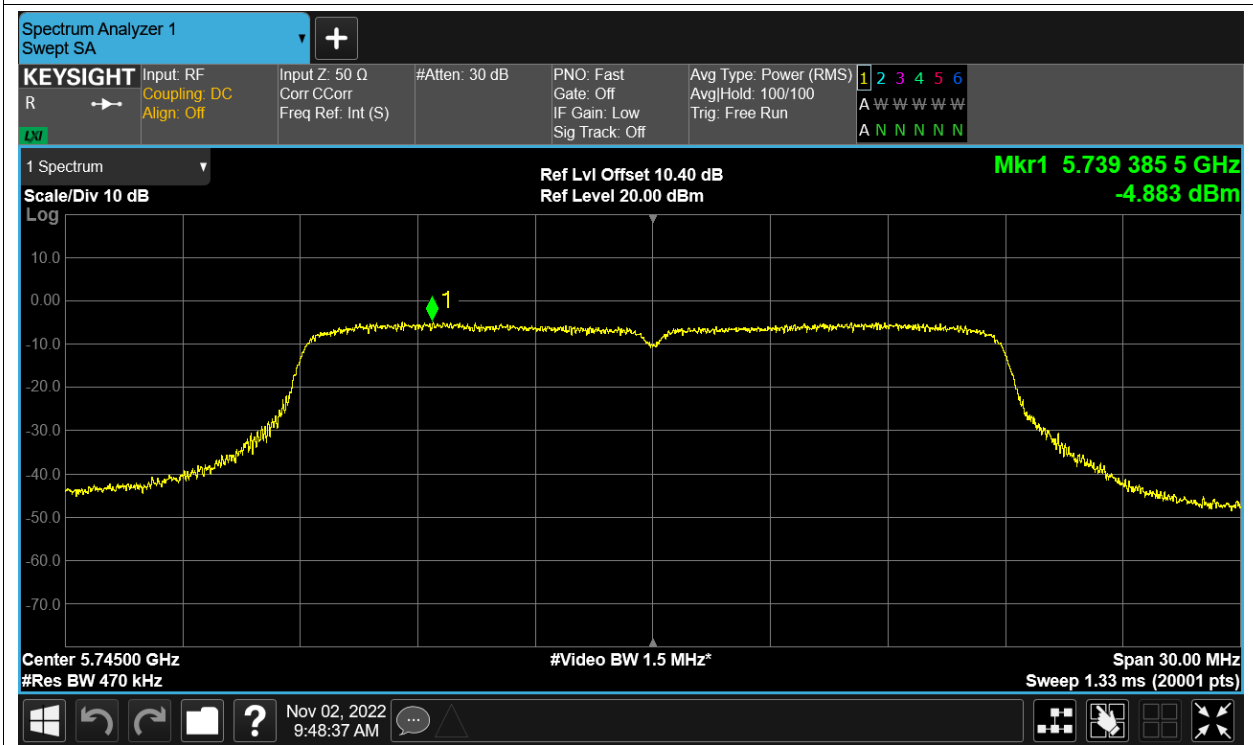 Spectrum Analyzer 1
Swept SA
KEYSIGHT
R
LXI
Input: RF
Coupling: DC
Align: Off
Input Z: 50 Ω
Corr CCorr
Freq Ref: Int (S)
#Atten: 30 dB
PNO: Fast
Gate: Off
IF Gain: Low
Sig Track: Off
Avg Type: Power (RMS)
Avg|Hold: 100/100
Trig: Free Run
1 2 3 4 5 6
A W W W W W
A N N N N N
1 Spectrum
Scale/Div 10 dB
Log
Ref Lvl Offset 10.40 dB
Ref Level 20.00 dBm
Mkr1 5.739 385 5 GHz
-4.883 dBm
10.0
0.00
1
-10.0
-20.0
-30.0
-40.0
-50.0
-60.0
-70.0
Center 5.74500 GHz
#Res BW 470 kHz
#Video BW 1.5 MHz*
Span 30.00 MHz
Sweep 1.33 ms (20001 pts)
?
Nov 02, 2022
9:48:37 AM